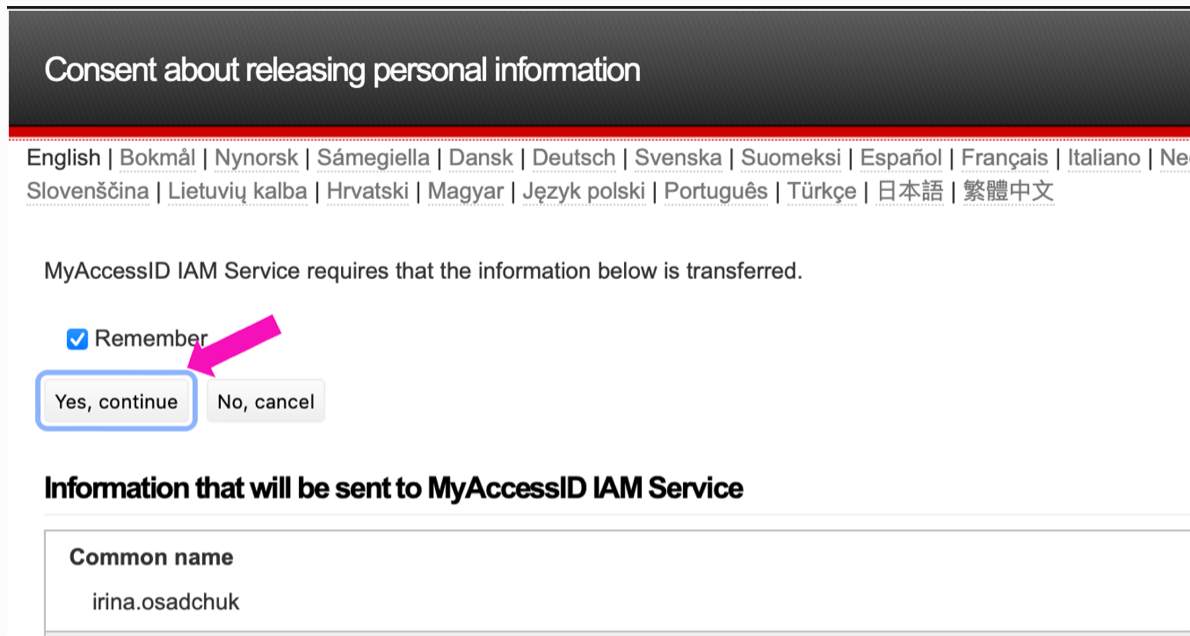 Consent about releasing personal information
English | Bokmål | Nynorsk | Sámegiella | Dansk | Deutsch | Svenska | Suomeksi | Español | Français | Italiano | Ne
Slovenščina | Lietuvių kalba | Hrvatski | Magyar | Język polski | Português | Türkçe | 日本語 | 繁體中文
MyAccessID IAM Service requires that the information below is transferred.
Remember
Yes, continue No, cancel
Information that will be sent to MyAccessID IAM Service
Common name
irina.osadchuk